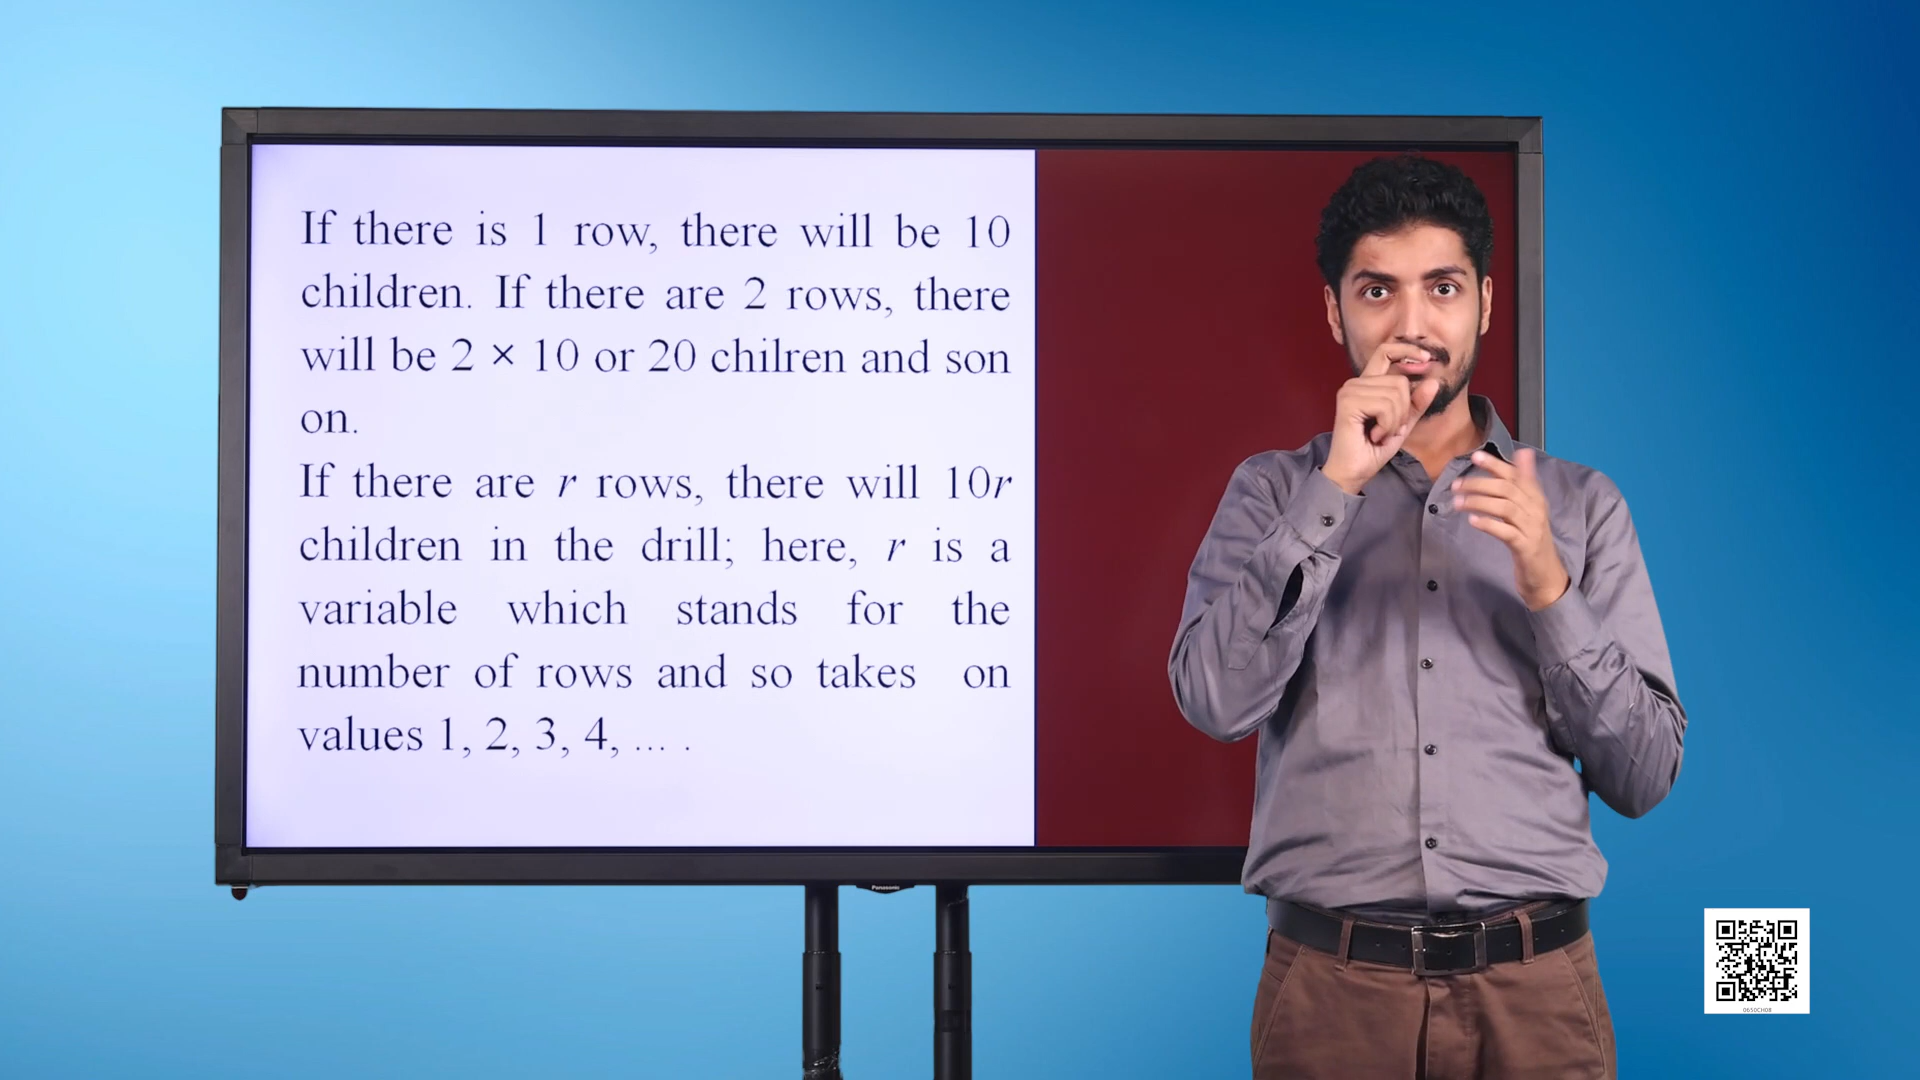 If there is 1 row, there will be 10
children. If there are 2 rows, there
will be 2 × 10 or 20 chilren and son
on.
If there are r rows, there will 10r
children in the drill; here, r is a
variable which stands for the
number of rows and so takes on
values 1, 2, 3, 4, ... .
Panasonic
0650CH08